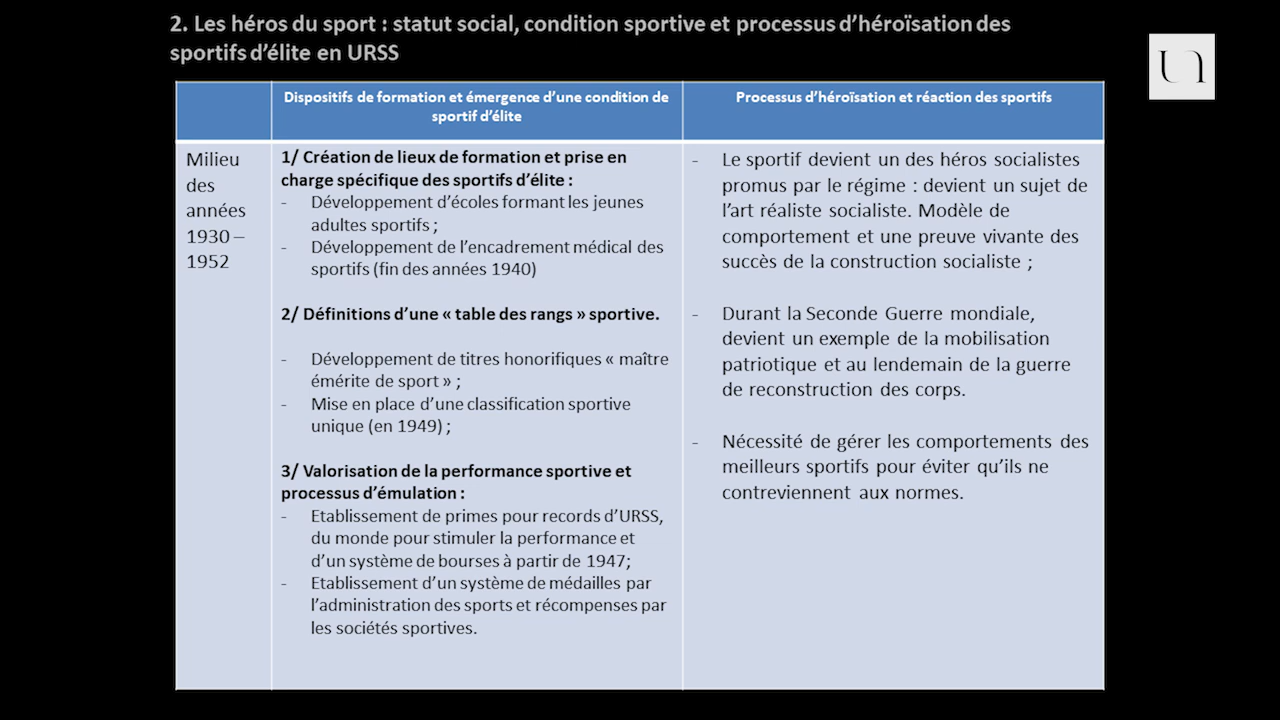 2. Les héros du sport : statut social, condition sportive et processus d’héroïsation des
sportifs d’élite en URSS
Dispositifs de formation et émergence d’une condition de
sportif d’élite
Processus d’héroïsation et réaction des sportifs
Milieu
des
années
1930 –
1952
1/ Création de lieux de formation et prise en
charge spécifique des sportifs d’élite :
- Développement d’écoles formant les jeunes
adultes sportifs ;
- Développement de l’encadrement médical des
sportifs (fin des années 1940)
2/ Définitions d’une « table des rangs » sportive.
- Développement de titres honorifiques « maître
émérite de sport » ;
- Mise en place d’une classification sportive
unique (en 1949) ;
3/ Valorisation de la performance sportive et
processus d’émulation :
- Etablissement de primes pour records d’URSS,
du monde pour stimuler la performance et
d’un système de bourses à partir de 1947;
- Etablissement d’un système de médailles par
l’administration des sports et récompenses par
les sociétés sportives.
- Le sportif devient un des héros socialistes
promus par le régime : devient un sujet de
l’art réaliste socialiste. Modèle de
comportement et une preuve vivante des
succès de la construction socialiste ;
- Durant la Seconde Guerre mondiale,
devient un exemple de la mobilisation
patriotique et au lendemain de la guerre
de reconstruction des corps.
- Nécessité de gérer les comportements des
meilleurs sportifs pour éviter qu’ils ne
contreviennent aux normes.